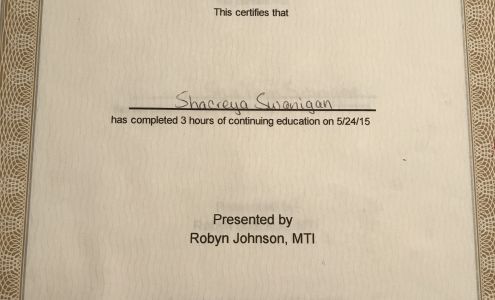 This certifies that
Shacreya Swanigan
has completed 3 hours of continuing education on 5/24/15
Presented by
Robyn Johnson, MTI